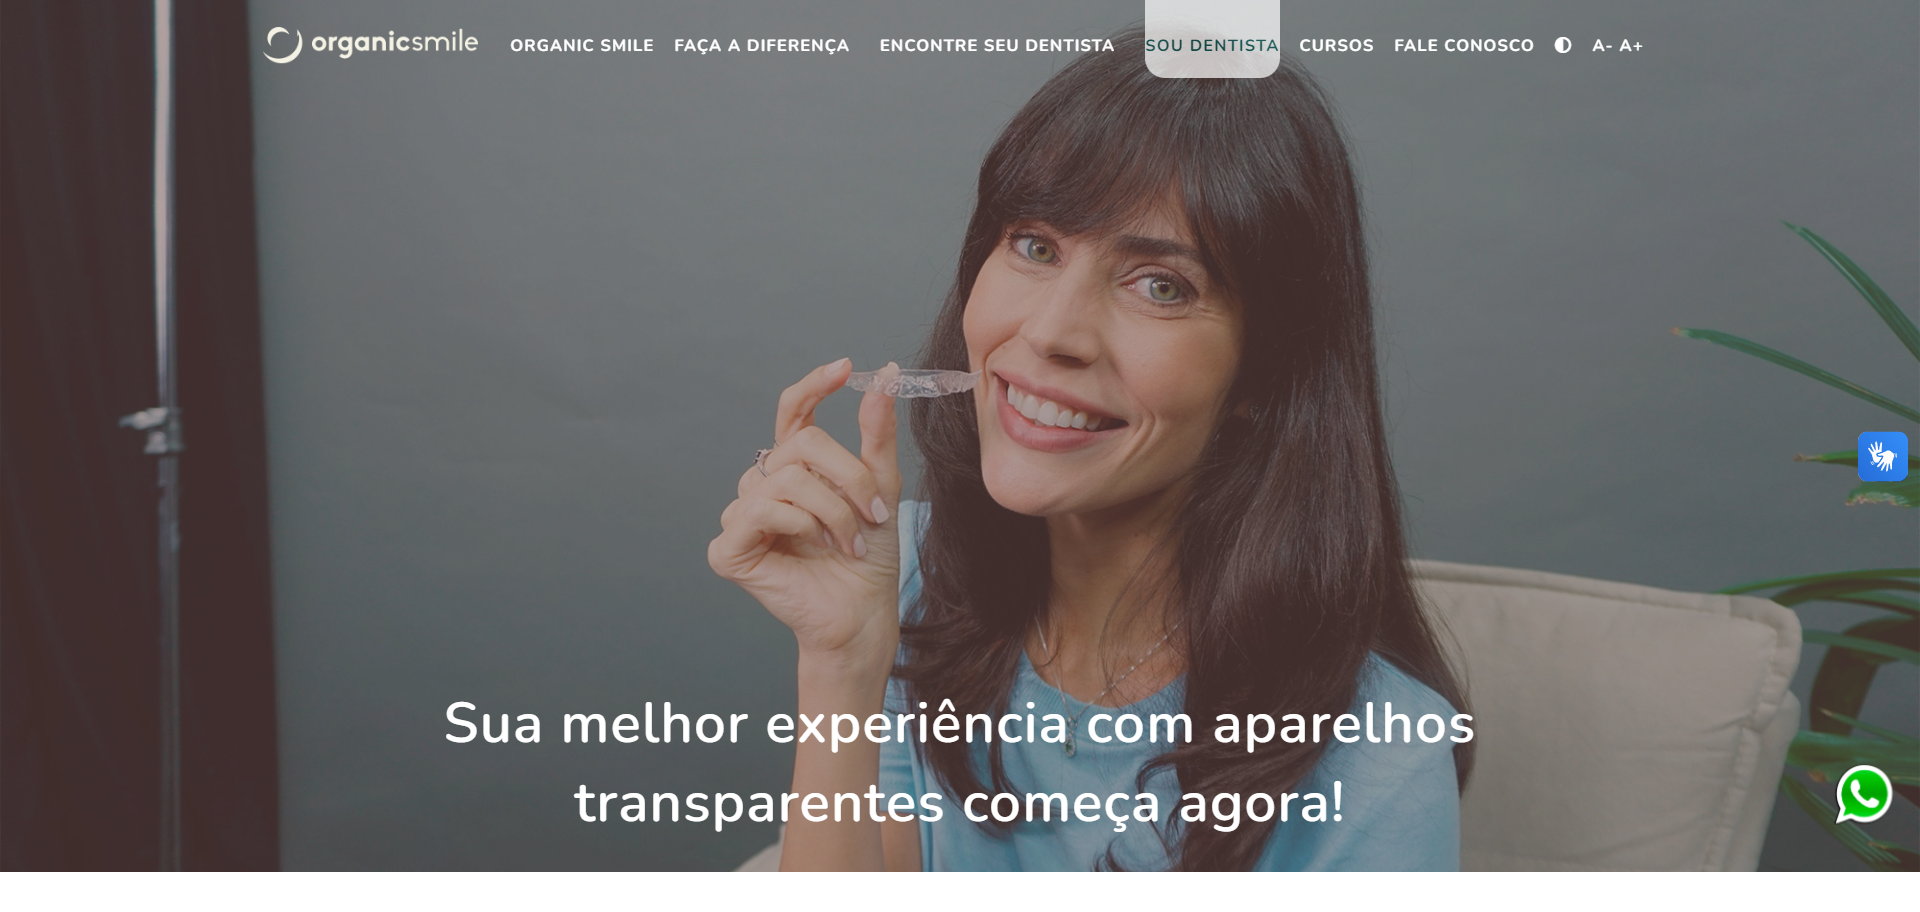 organicsmile
ORGANIC SMILE
FAÇA A DIFERENÇA
ENCONTRE SEU DENTISTA
SOU DENTISTA
CURSOS
FALE CONOSCO
A- A+
Sua melhor experiência com aparelhos
transparentes começa agora!